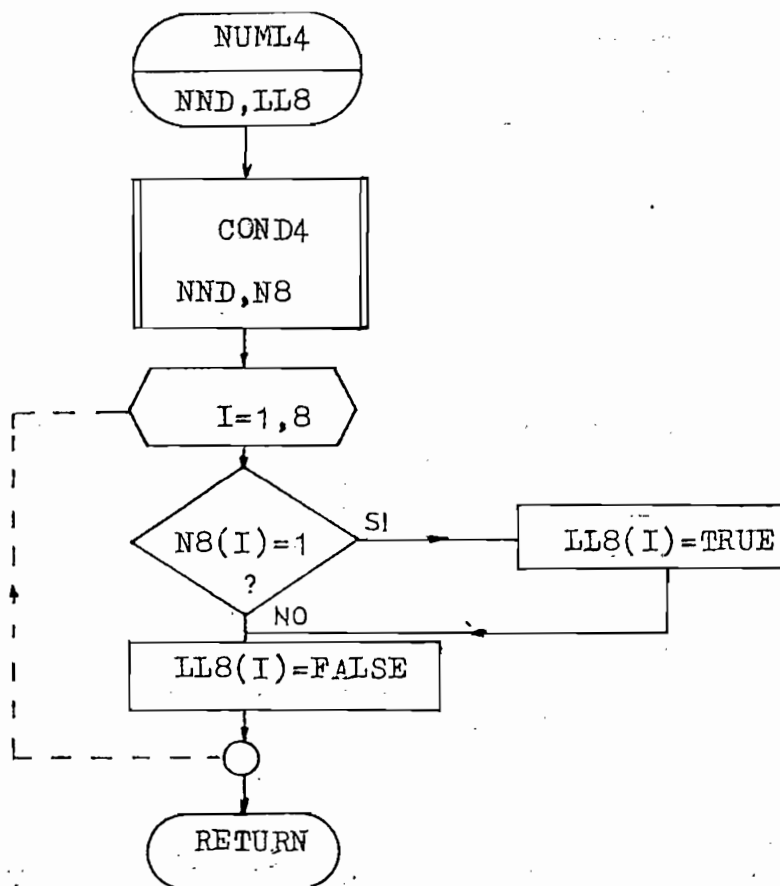 NUML4
NND,LL8
COND4
NND,N8
I=1,8
N8(I)=1
?
SI
LL8(I)=TRUE
NO
LL8(I)=FALSE
RETURN